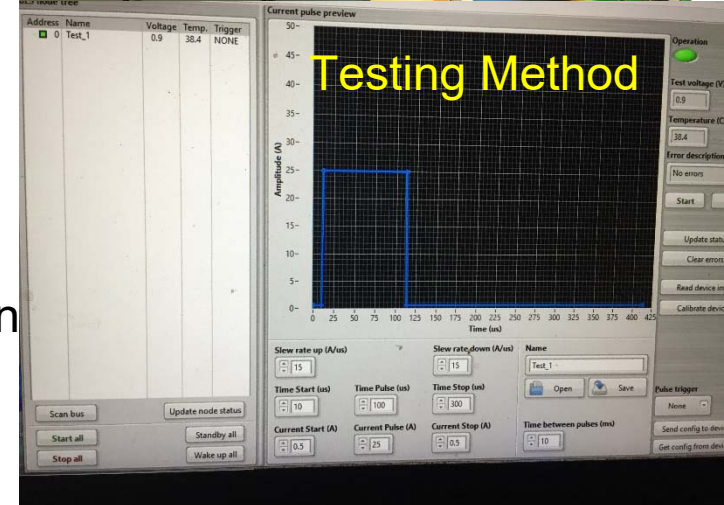 Current pulse preview
Address Name Voltage Temp. Trigger
0 Test_1 0.9 38.4 NONE
Testing Method
Amplitude (A)
50
45
40
35
30
25
20
15
10
5
0
0 25 50 75 100 125 150 175 200 225 250 275 300 325 350 375 400 425
Time (us)
n
Operation
Test voltage (V)
0.9
Temperature (C
38.4
Error description
No errors
Start
Update statu
Clear errors
Read device in
Calibrate devic
Slew rate up (A/us)
15
Slew rate down (A/us)
15
Name
Test_1
Open Save
Time Start (us)
10
Time Pulse (us)
100
Time Stop (us)
300
Current Start (A)
0.5
Current Pulse (A)
25
Current Stop (A)
0.5
Time between pulses (ms)
10
Pulse trigger
None
Send config to devi
Get config from devi
Scan bus Update node status
Start all Standby all
Stop all Wake up all